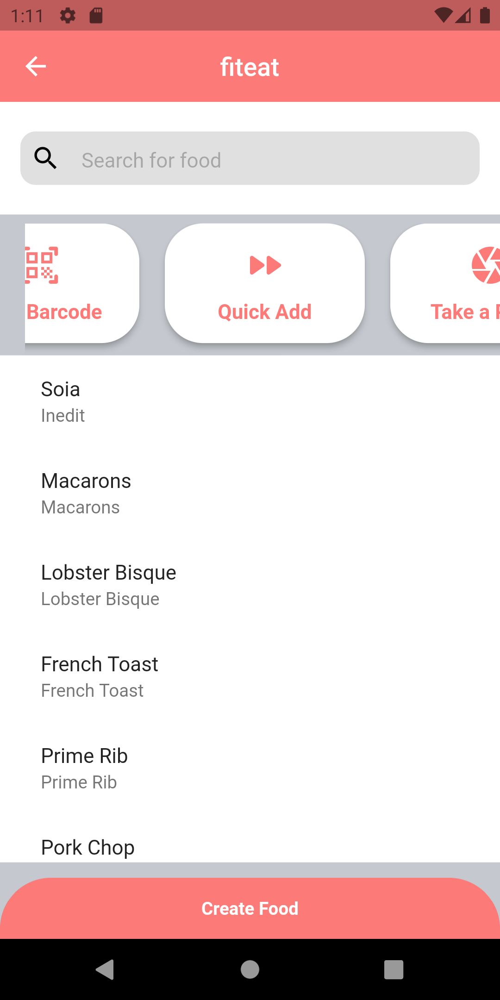 1:11
fiteat
Search for food
Barcode
Quick Add
Take a
Soia
Inedit
Macarons
Macarons
Lobster Bisque
Lobster Bisque
French Toast
French Toast
Prime Rib
Prime Rib
Pork Chop
Create Food